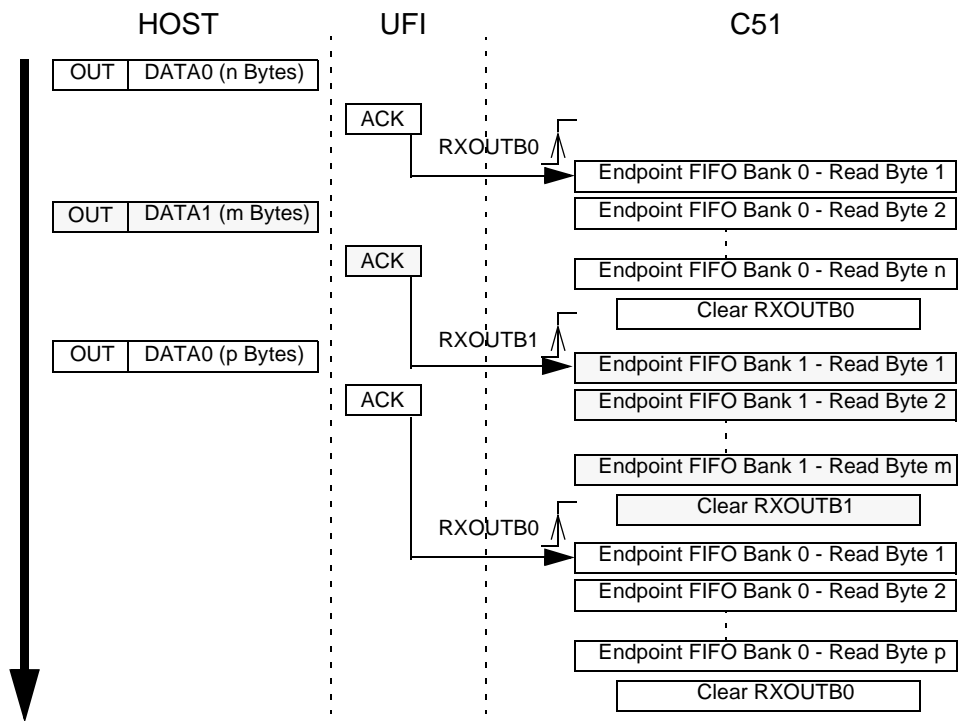 HOST UFI C51
OUT DATA0 (n Bytes)
ACK
RXOUTB0
Endpoint FIFO Bank 0 - Read Byte 1
OUT DATA1 (m Bytes)
Endpoint FIFO Bank 0 - Read Byte 2
ACK
Endpoint FIFO Bank 0 - Read Byte n
Clear RXOUTB0
RXOUTB1
OUT DATA0 (p Bytes)
Endpoint FIFO Bank 1 - Read Byte 1
ACK
Endpoint FIFO Bank 1 - Read Byte 2
Endpoint FIFO Bank 1 - Read Byte m
Clear RXOUTB1
RXOUTB0
Endpoint FIFO Bank 0 - Read Byte 1
Endpoint FIFO Bank 0 - Read Byte 2
Endpoint FIFO Bank 0 - Read Byte p
Clear RXOUTB0